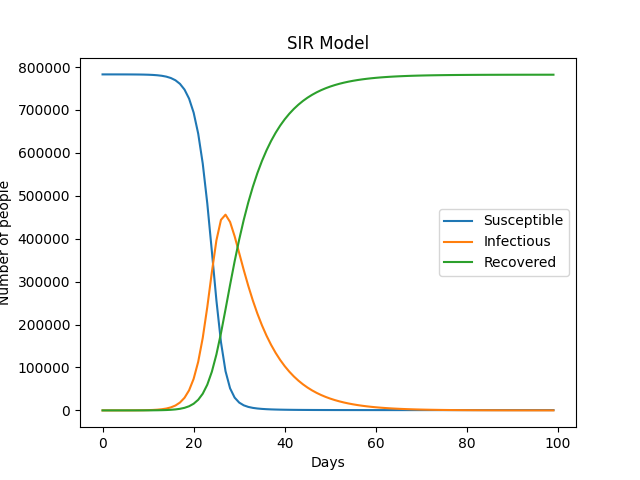 SIR Model
800000
700000
600000
500000
400000
300000
200000
100000
0
Number of people
Susceptible
Infectious
Recovered
0 20 40 60 80 100
Days